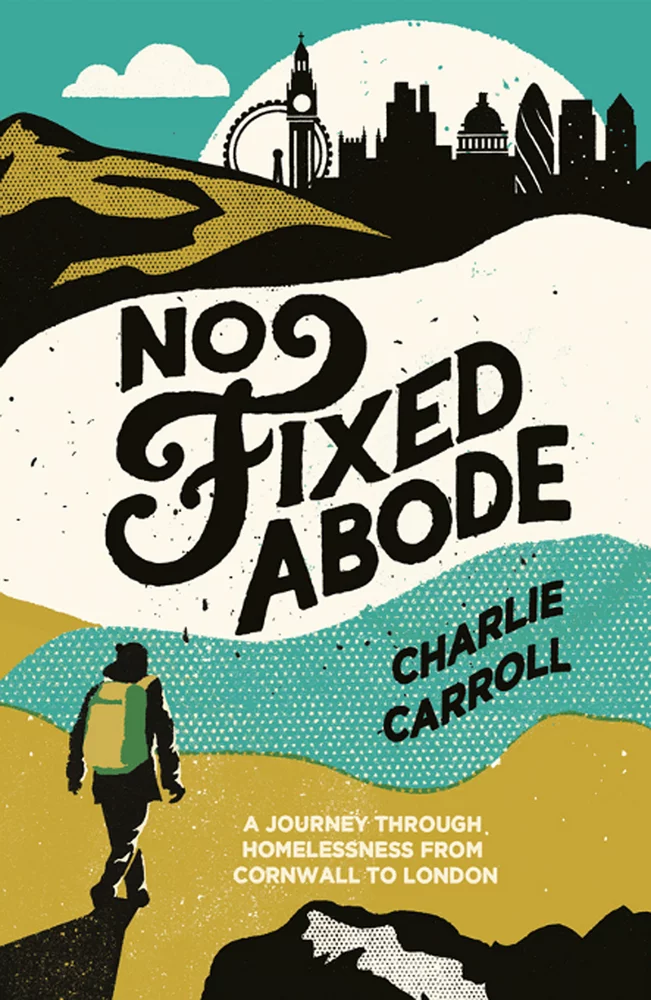 NO
FIXED
ABODE
CHARLIE
CARROLL
A JOURNEY THROUGH
HOMELESSNESS FROM
CORNWALL TO LONDON